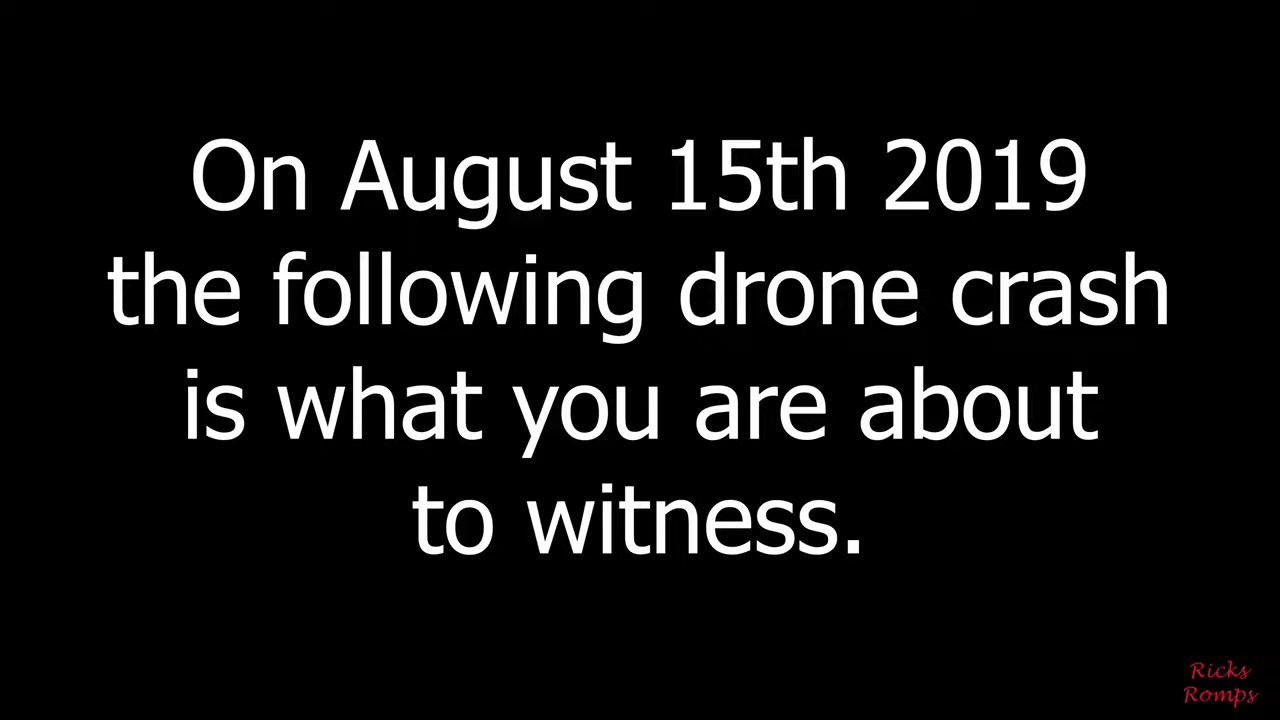 On August 15th 2019
the following drone crash
is what you are about
to witness.
Ricks
Romps